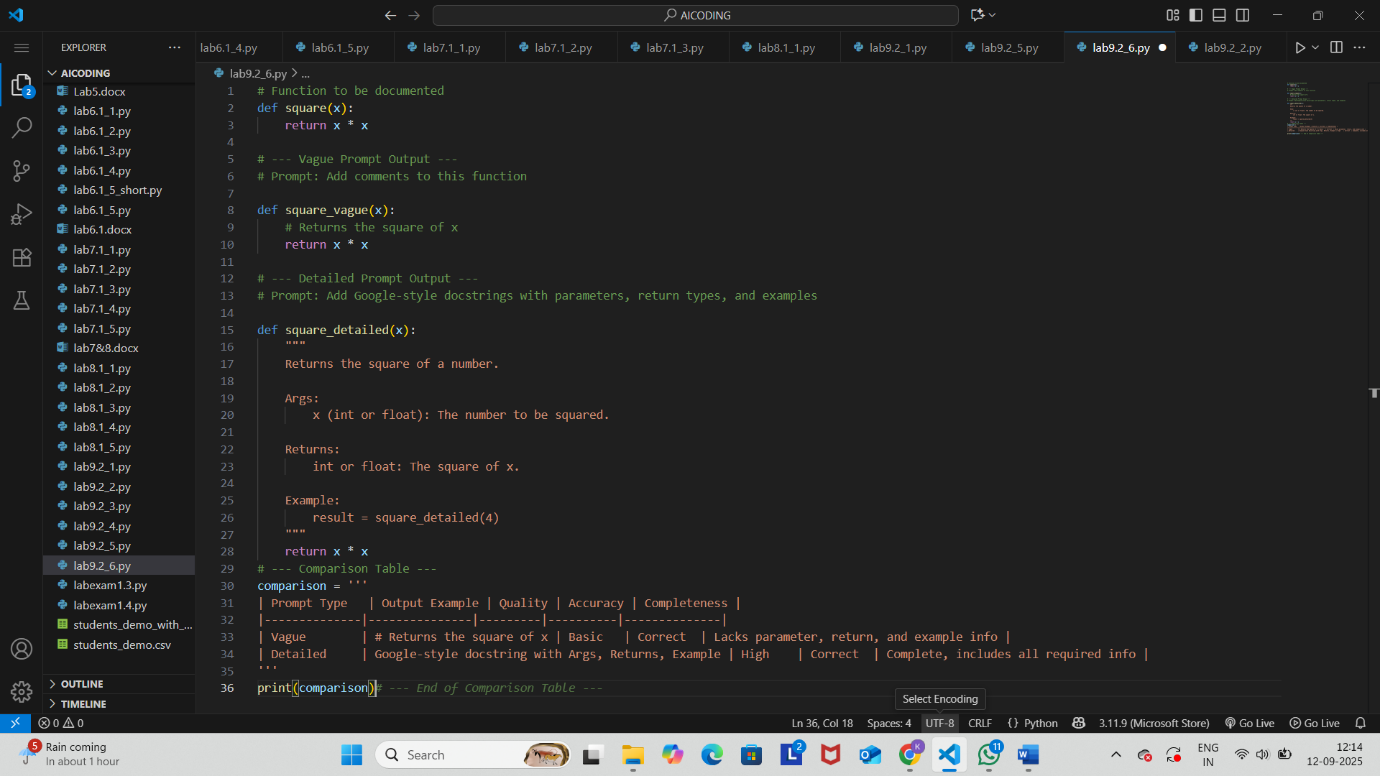 AICODING
EXPLORER
lab6.1_4.py
lab6.1_5.py
lab7.1_1.py
lab7.1_2.py
lab7.1_3.py
lab8.1_1.py
lab9.2_1.py
lab9.2_5.py
lab9.2_6.py
lab9.2_2.py
lab9.2_6.py > ...
AICODING
Lab5.docx
lab6.1_1.py
lab6.1_2.py
lab6.1_3.py
lab6.1_4.py
lab6.1_5_short.py
lab6.1_5.py
lab6.1.docx
lab7.1_1.py
lab7.1_2.py
lab7.1_3.py
lab7.1_4.py
lab7.1_5.py
lab7&8.docx
lab8.1_1.py
lab8.1_2.py
lab8.1_3.py
lab8.1_4.py
lab8.1_5.py
lab9.2_1.py
lab9.2_2.py
lab9.2_3.py
lab9.2_4.py
lab9.2_5.py
lab9.2_6.py
labexam1.3.py
labexam1.4.py
students_demo_with_...
students_demo.csv
OUTLINE
TIMELINE
2
1 # Function to be documented
2 def square(x):
3 return x * x
4
5 # --- Vague Prompt Output ---
6 # Prompt: Add comments to this function
7
8 def square_vague(x):
9 # Returns the square of x
10 return x * x
11
12 # --- Detailed Prompt Output ---
13 # Prompt: Add Google-style docstrings with parameters, return types, and examples
14
15 def square_detailed(x):
16 """
17 Returns the square of a number.
18
19 Args:
20 x (int or float): The number to be squared.
21
22 Returns:
23 int or float: The square of x.
24
25 Example:
26 result = square_detailed(4)
27 """
28 return x * x
29 # --- Comparison Table ---
30 comparison = '''
31 | Prompt Type | Output Example | Quality | Accuracy | Completeness |
32 |--------------|---------------|---------|----------|--------------|
33 | Vague | # Returns the square of x | Basic | Correct | Lacks parameter, return, and example info |
34 | Detailed | Google-style docstring with Args, Returns, Example | High | Correct | Complete, includes all required info |
35 '''
36 print(comparison)# --- End of Comparison Table ---
Select Encoding
0 0
Ln 36, Col 18
Spaces: 4
UTF-8
CRLF
{ } Python
3.11.9 (Microsoft Store)
Go Live
Go Live
5
Rain coming
In about 1 hour
Search
L 2
K
11
W
ENG
IN
12:14
12-09-2025